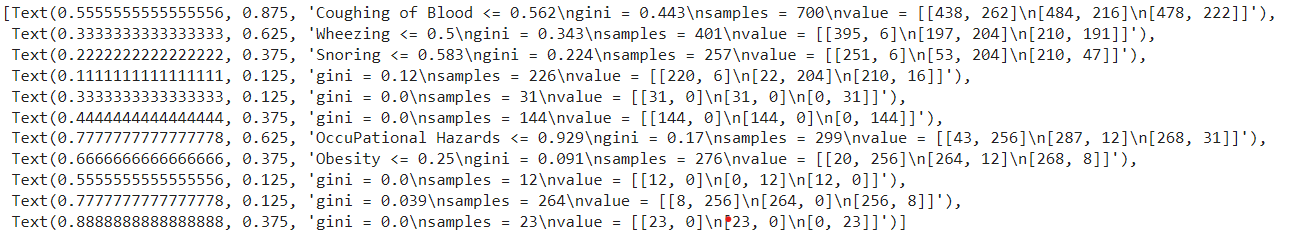 [Text(0.5555555555555556, 0.875, 'Coughing of Blood <= 0.562\ngini = 0.443\nsamples = 700\nvalue = [[438, 262]\n[484, 216]\n[478, 222]]'),
Text(0.3333333333333333, 0.625, 'Wheezing <= 0.5\ngini = 0.343\nsamples = 401\nvalue = [[395, 6]\n[197, 204]\n[210, 191]]'),
Text(0.2222222222222222, 0.375, 'Snoring <= 0.583\ngini = 0.224\nsamples = 257\nvalue = [[251, 6]\n[53, 204]\n[210, 47]]'),
Text(0.1111111111111111, 0.125, 'gini = 0.12\nsamples = 226\nvalue = [[220, 6]\n[22, 204]\n[210, 16]]'),
Text(0.3333333333333333, 0.125, 'gini = 0.0\nsamples = 31\nvalue = [[31, 0]\n[31, 0]\n[0, 31]]'),
Text(0.4444444444444444, 0.375, 'gini = 0.0\nsamples = 144\nvalue = [[144, 0]\n[144, 0]\n[0, 144]]'),
Text(0.7777777777777778, 0.625, 'OccuPational Hazards <= 0.929\ngini = 0.17\nsamples = 299\nvalue = [[43, 256]\n[287, 12]\n[268, 31]]'),
Text(0.6666666666666666, 0.375, 'Obesity <= 0.25\ngini = 0.091\nsamples = 276\nvalue = [[20, 256]\n[264, 12]\n[268, 8]]'),
Text(0.5555555555555556, 0.125, 'gini = 0.0\nsamples = 12\nvalue = [[12, 0]\n[0, 12]\n[12, 0]]'),
Text(0.7777777777777778, 0.125, 'gini = 0.039\nsamples = 264\nvalue = [[8, 256]\n[264, 0]\n[256, 8]]'),
Text(0.8888888888888888, 0.375, 'gini = 0.0\nsamples = 23\nvalue = [[23, 0]\n[23, 0]\n[0, 23]]')]